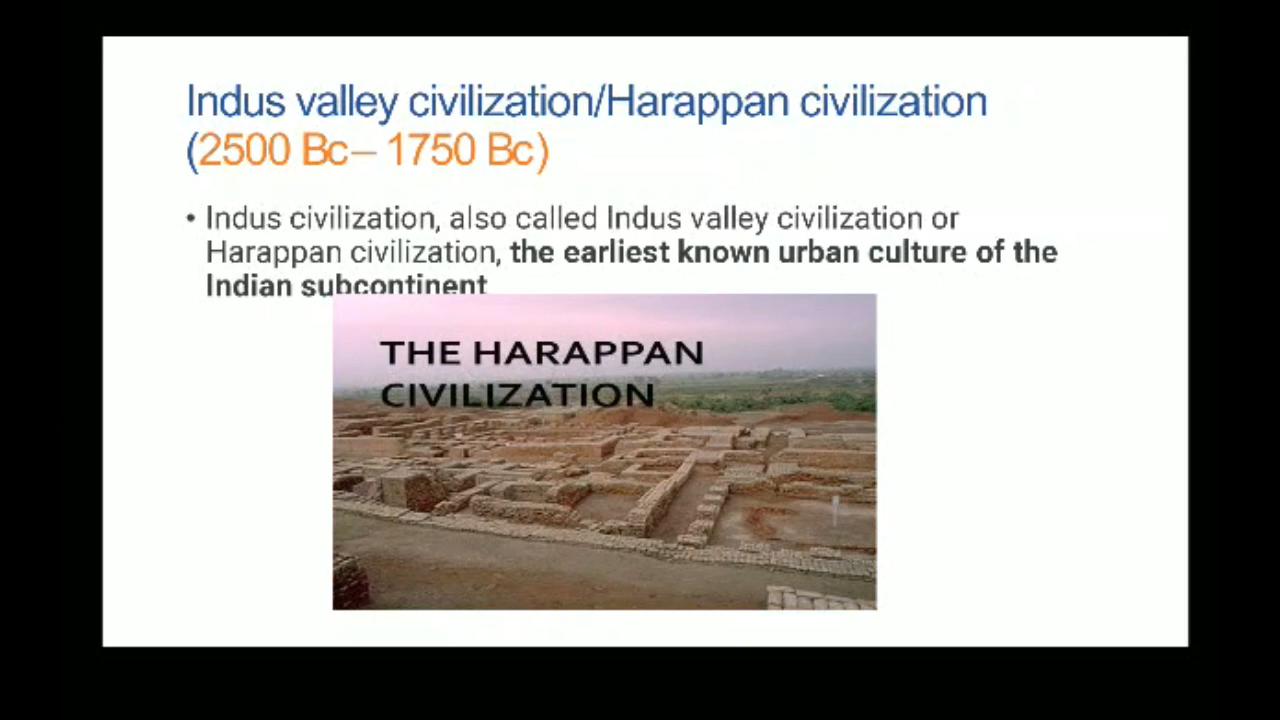 Indus valley civilization/Harappan civilization
(2500 Bc– 1750 Bc)
• Indus civilization, also called Indus valley civilization or
Harappan civilization, the earliest known urban culture of the
Indian subcontinent
THE HARAPPAN
CIVILIZATION